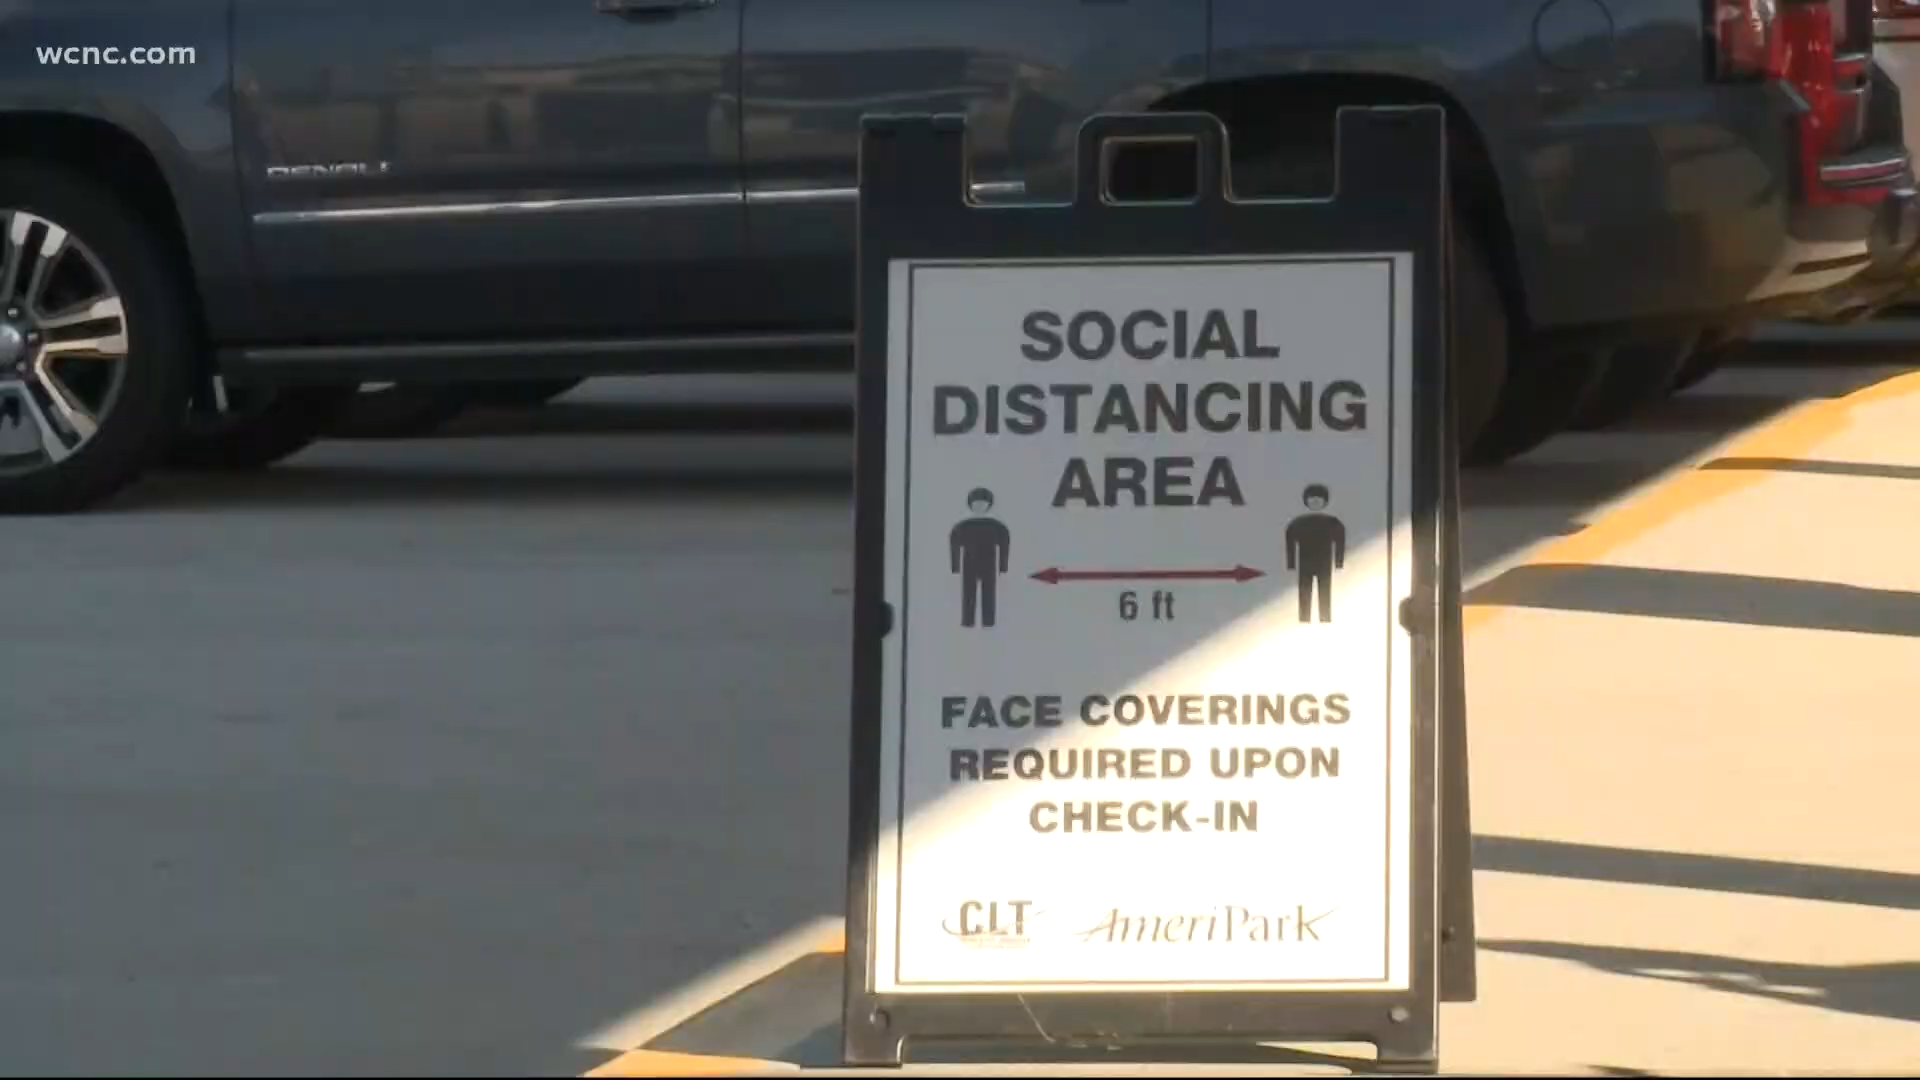 wcnc.com
DENALI
SOCIAL
DISTANCING
AREA
6 ft
FACE COVERINGS
REQUIRED UPON
CHECK-IN
CLT AmeriPark